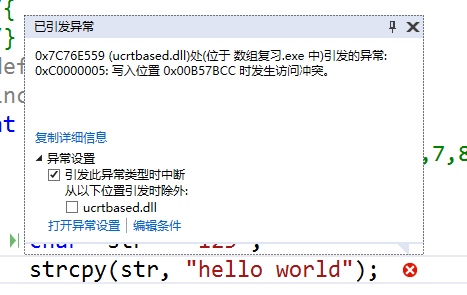 /{
已引发异常
/}
def
0x7C76E559 (ucrtbased.dll)处(位于 数组复习.exe 中)引发的异常:
inc
0xC0000005: 写入位置 0x00B57BCC 时发生访问冲突。
nt
复制详细信息
,7,8
异常设置
引发此异常类型时中断
从以下位置引发时除外:
ucrtbased.dll
打开异常设置 | 编辑条件
strcpy(str, "hello world");